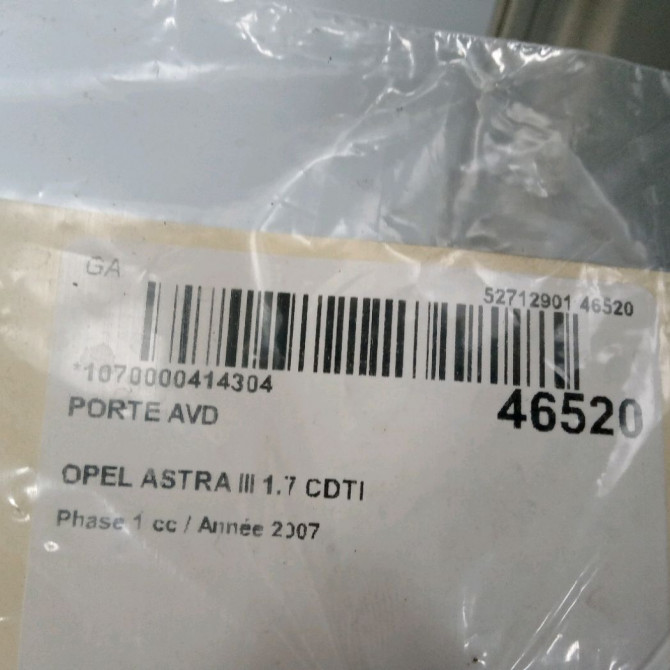 GA
52712901 46520
*1070000414304
46520
PORTE AVD
OPEL ASTRA III 1.7 CDTI
Phase 1 cc / Année 2007